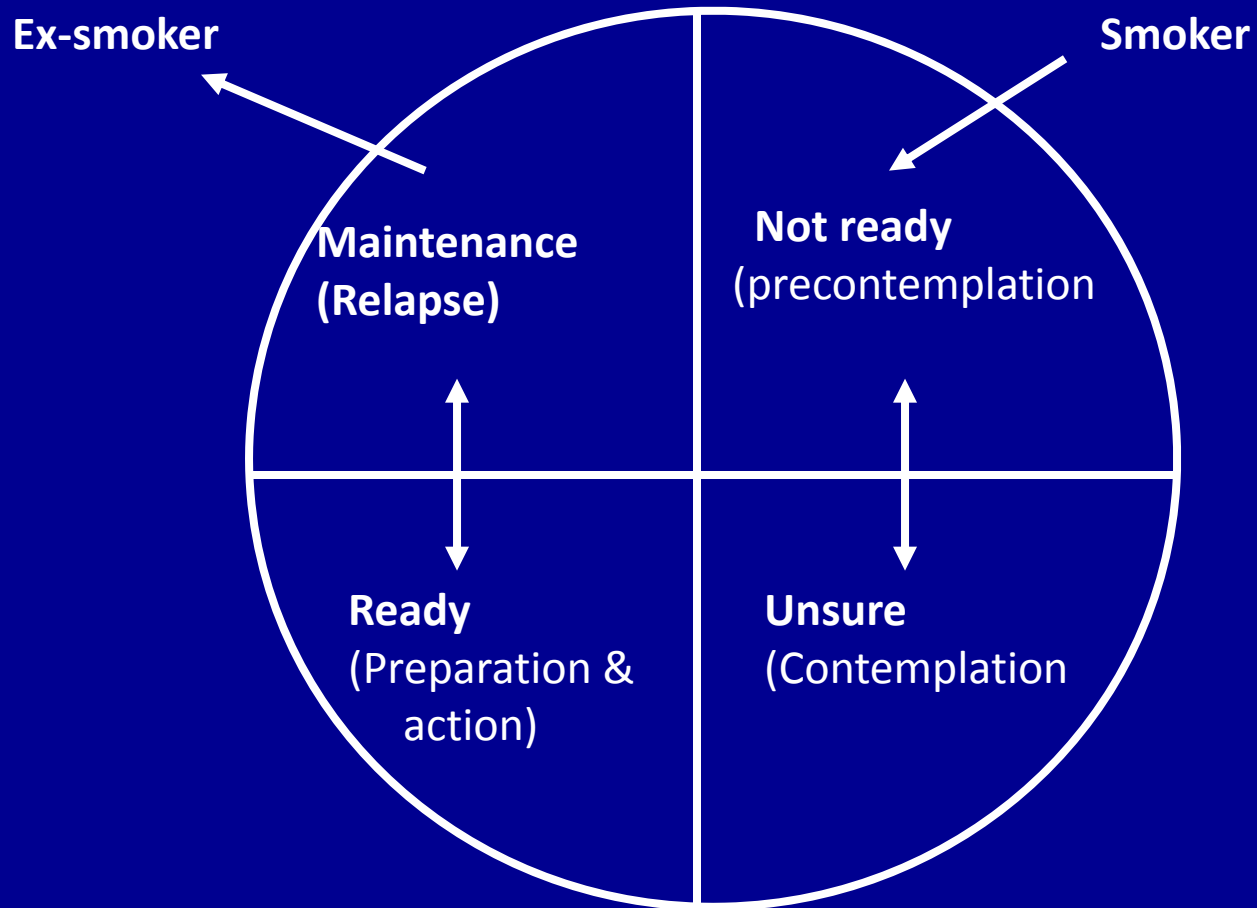 Ex-smoker
Smoker
Maintenance
(Relapse)
Not ready
(precontemplation
Ready
(Preparation &
action)
Unsure
(Contemplation